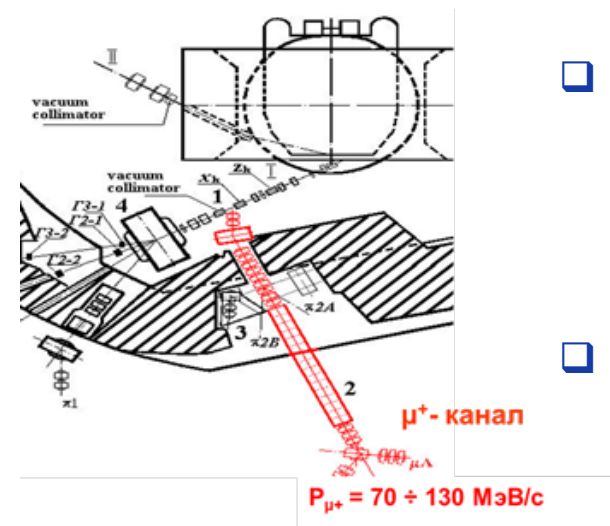 II
vacuum
collimator
vacuum
collimator
x_k
z_k
I
1
Г3-1
4
Г2-1
Г3-2
Г2-2
π2A
3
π2B
2
π1
μ⁺- канал
μA
P_μ+ = 70 ÷ 130 МэВ/с